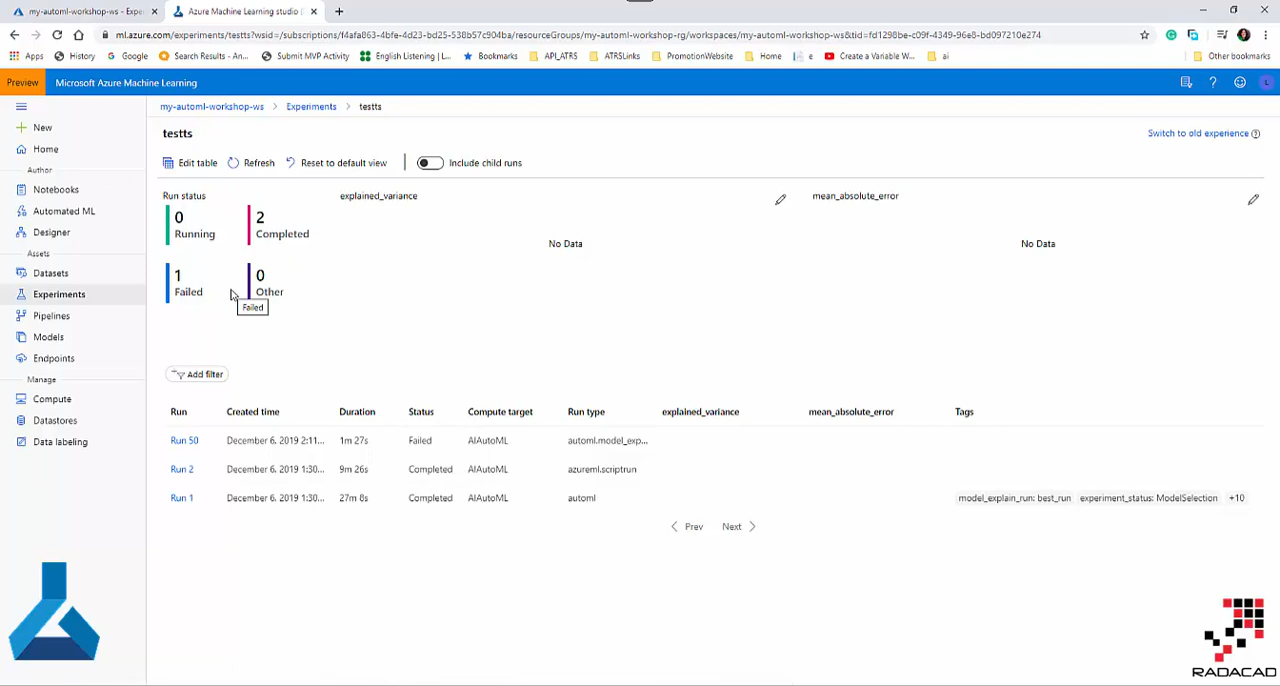 my-automl-workshop-ws - Exper
Azure Machine Learning studio (
ml.azure.com/experiments/testts?wsid=/subscriptions/f4afa863-4bfe-4d23-bd25-538b57c904ba/resourceGroups/my-automl-workshop-rg/workspaces/my-automl-workshop-ws&tid=fd1298be-c09f-4349-96e8-bd097210e274
Apps History Google Search Results - An... Submit MVP Activity English Listening | L... Bookmarks APL_ATRS ATRSLinks PromotionWebsite Home e Create a Variable W... ai Other bookmarks
Preview Microsoft Azure Machine Learning
my-automl-workshop-ws > Experiments > testts
New
Home
Author
Notebooks
Automated ML
Designer
Assets
Datasets
Experiments
Pipelines
Models
Endpoints
Manage
Compute
Datastores
Data labeling
testts
Switch to old experience
Edit table Refresh Reset to default view Include child runs
Run status
0 Running
2 Completed
1 Failed
0 Other
Failed
explained_variance
No Data
mean_absolute_error
No Data
Add filter
Run Created time Duration Status Compute target Run type explained_variance mean_absolute_error Tags
Run 50 December 6, 2019 2:11... 1m 27s Failed AIAutoML automl.model_exp...
Run 2 December 6, 2019 1:30... 9m 26s Completed AIAutoML azureml.scriptrun
Run 1 December 6, 2019 1:30... 27m 8s Completed AIAutoML automl model_explain_run: best_run experiment_status: ModelSelection +10
Prev Next
RADACAD